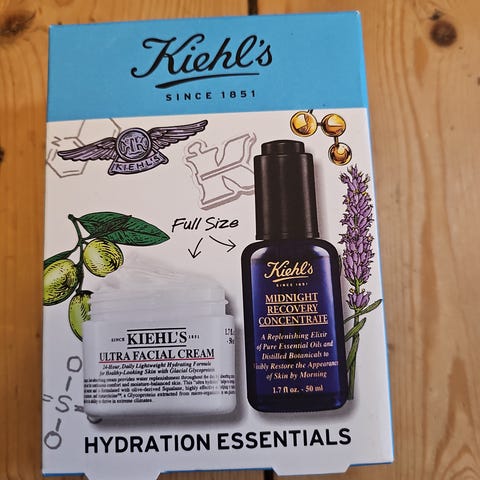 Kiehl's
SINCE 1851
K
KIEHL'S
Full Size
Kiehl's
SINCE 1851
MIDNIGHT
RECOVERY
CONCENTRATE
A Replenishing Elixir
of Pure Essential Oils and
Distilled Botanicals to
Visibly Restore the Appearance
of Skin by Morning
1.7 fl.oz. - 50 ml
SINCE KIEHL'S 1851
ULTRA FACIAL CREAM
24-Hour, Daily Lightweight Hydrating Formula
for Healthy-Looking Skin with Glacial Glycoprotein
HYDRATION ESSENTIALS